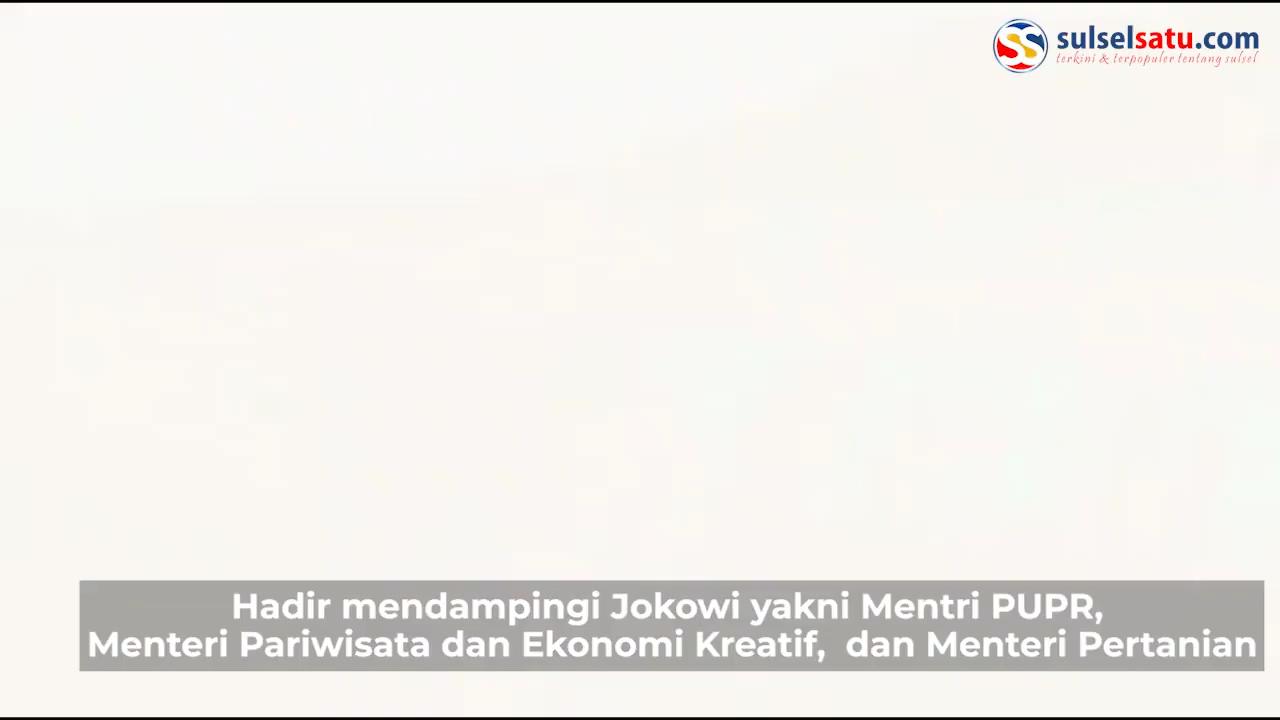 sulselsatu.com
terkini & terpopuler tentang sulsel
Hadir mendampingi Jokowi yakni Mentri PUPR,
Menteri Pariwisata dan Ekonomi Kreatif,  dan Menteri Pertanian